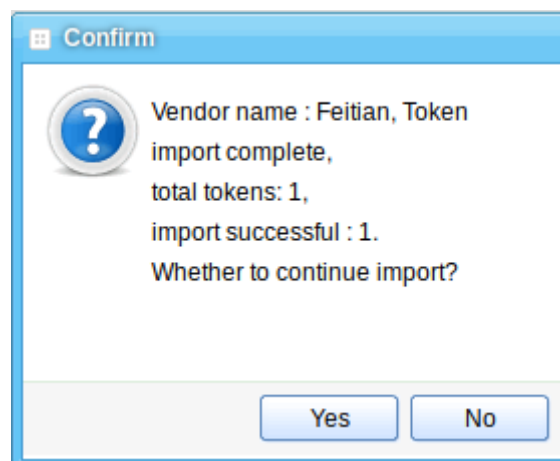 Confirm
Vendor name : Feitian, Token
import complete,
total tokens: 1,
import successful : 1.
Whether to continue import?
Yes
No